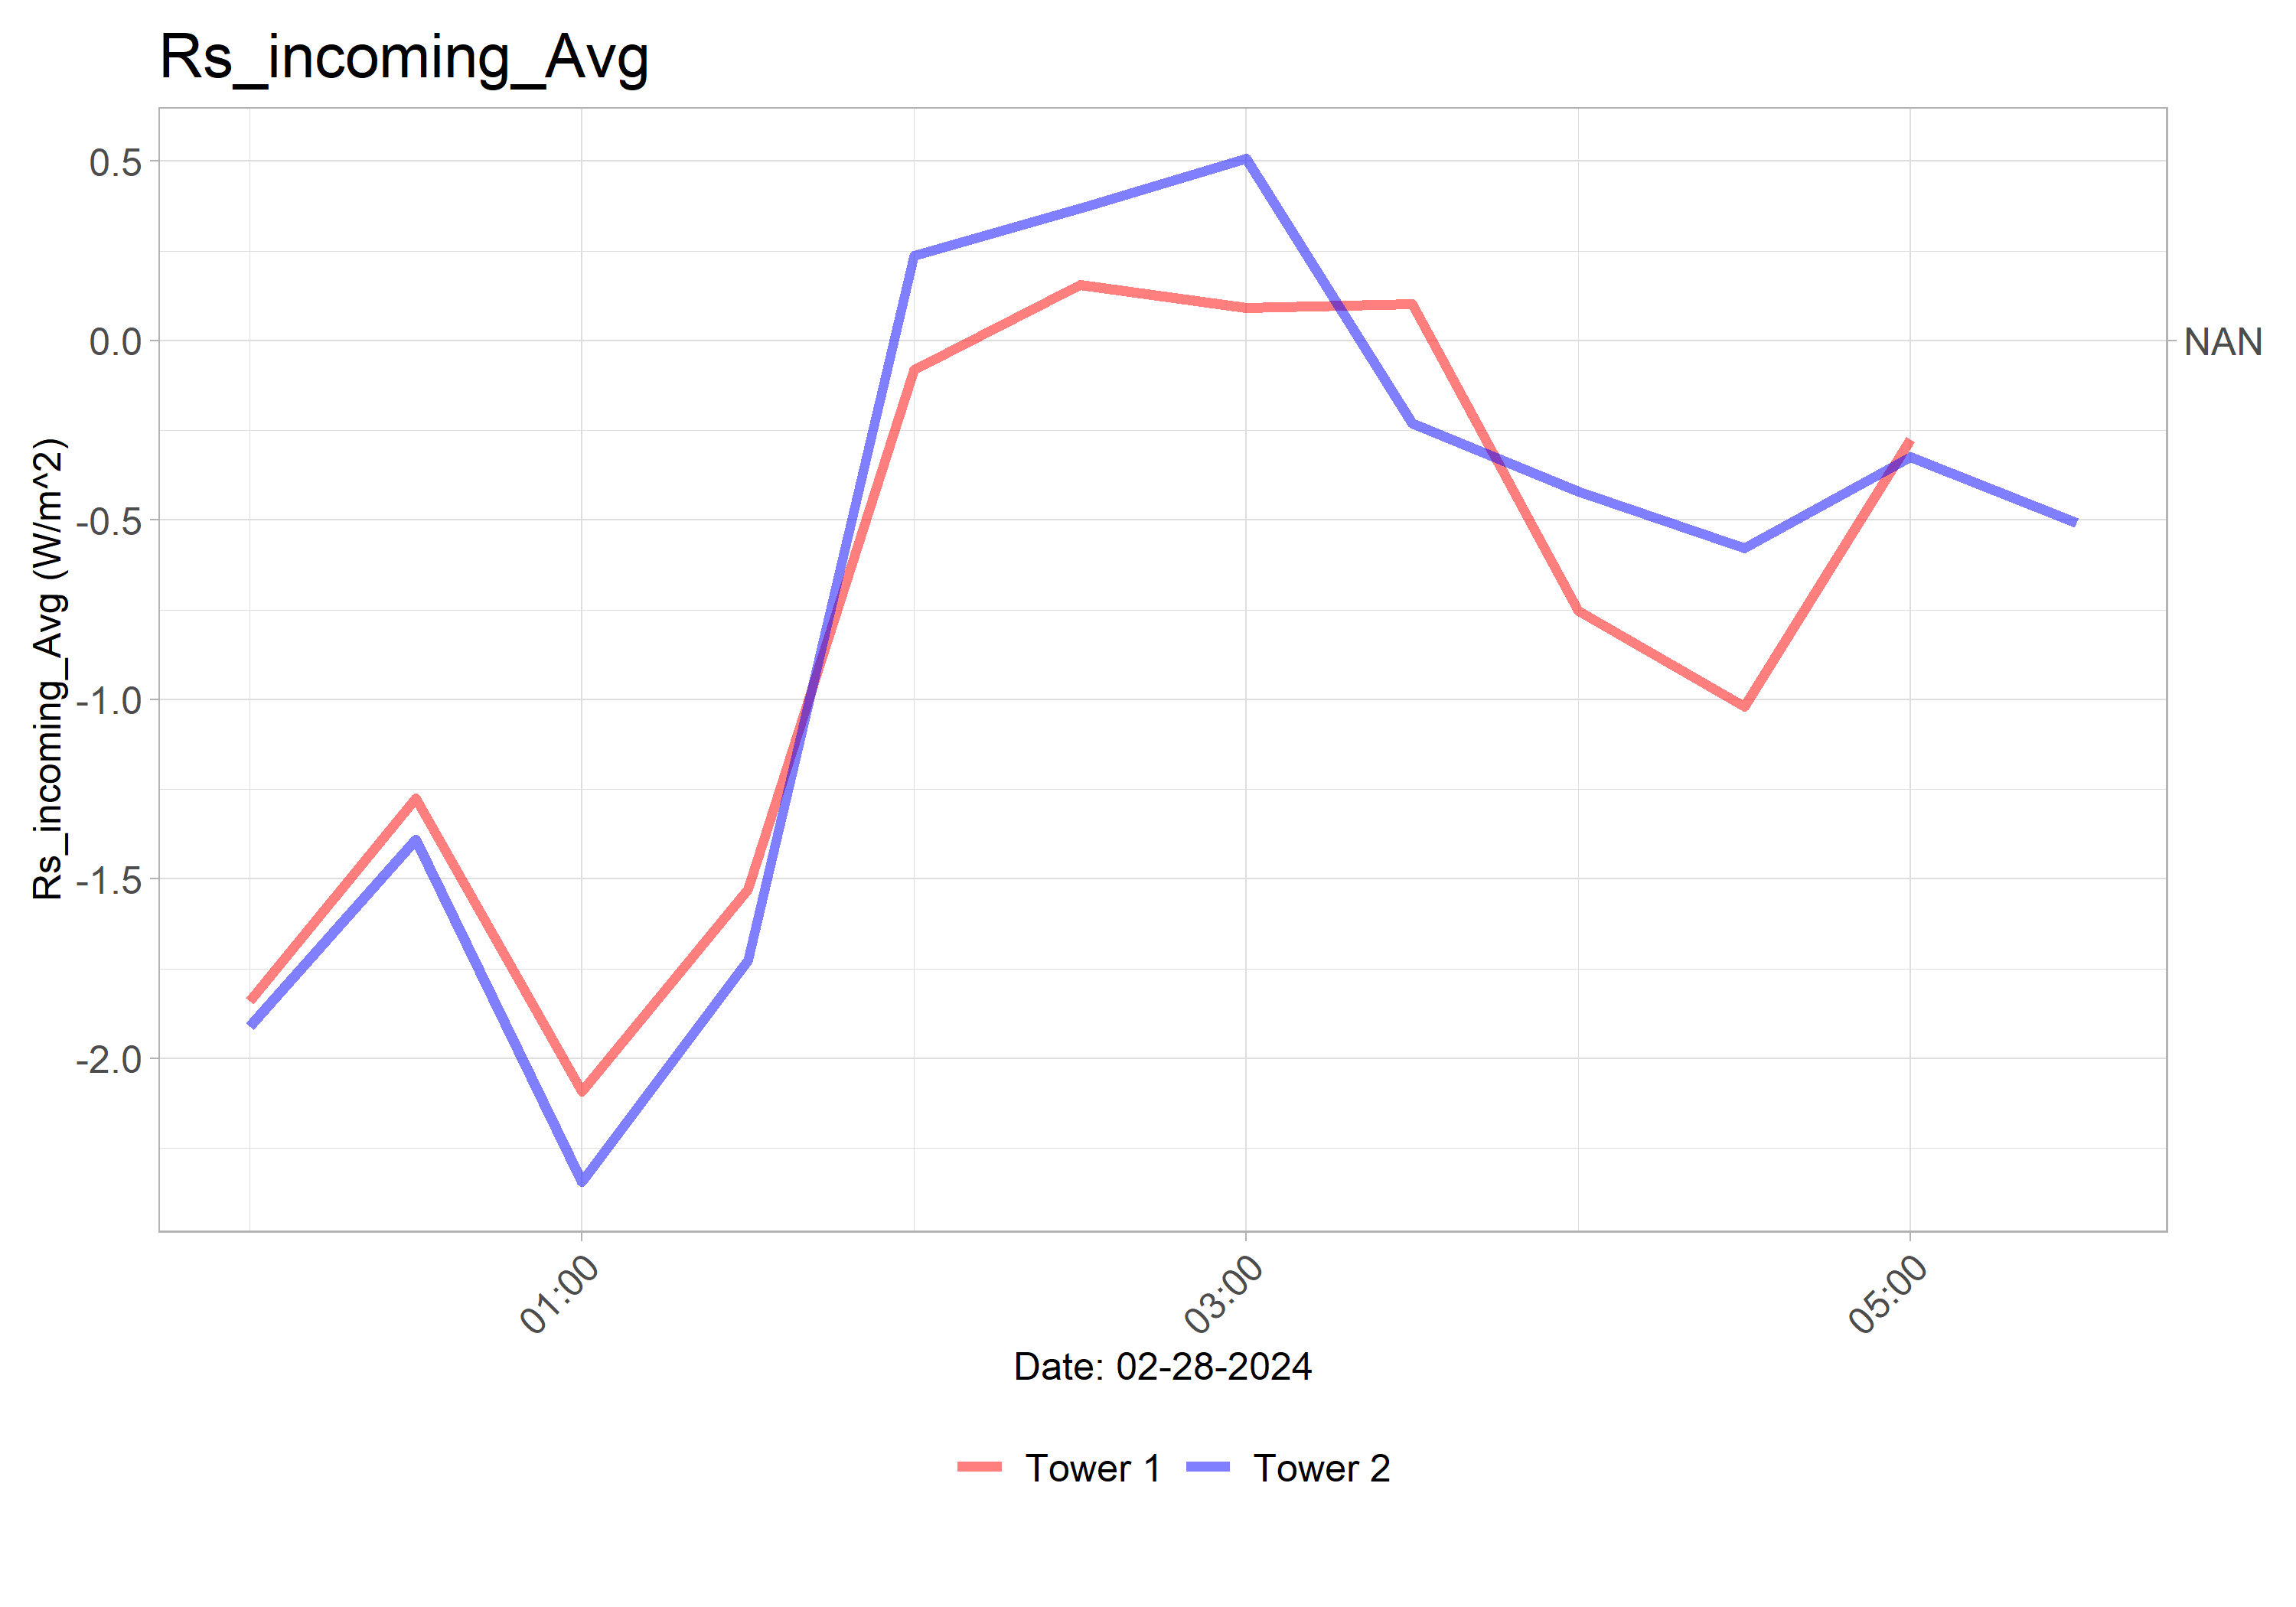 Rs_incoming_Avg
Rs_incoming_Avg (W/m^2)
0.5
0.0
-0.5
-1.0
-1.5
-2.0
NAN
01:00
03:00
05:00
Date: 02-28-2024
Tower 1
Tower 2